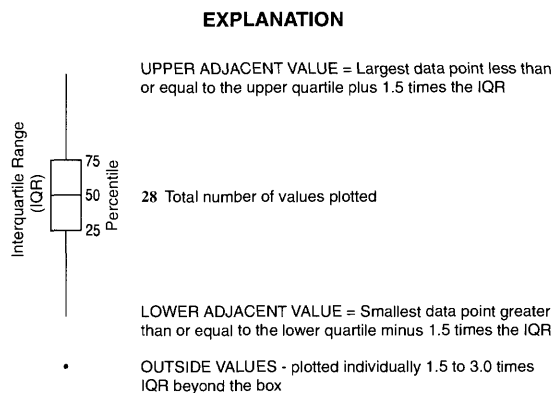 EXPLANATION
UPPER ADJACENT VALUE = Largest data point less than
or equal to the upper quartile plus 1.5 times the IQR
Interquartile Range
(IQR)
75
50
25
Percentile
28 Total number of values plotted
LOWER ADJACENT VALUE = Smallest data point greater
than or equal to the lower quartile minus 1.5 times the IQR
OUTSIDE VALUES - plotted individually 1.5 to 3.0 times
IQR beyond the box